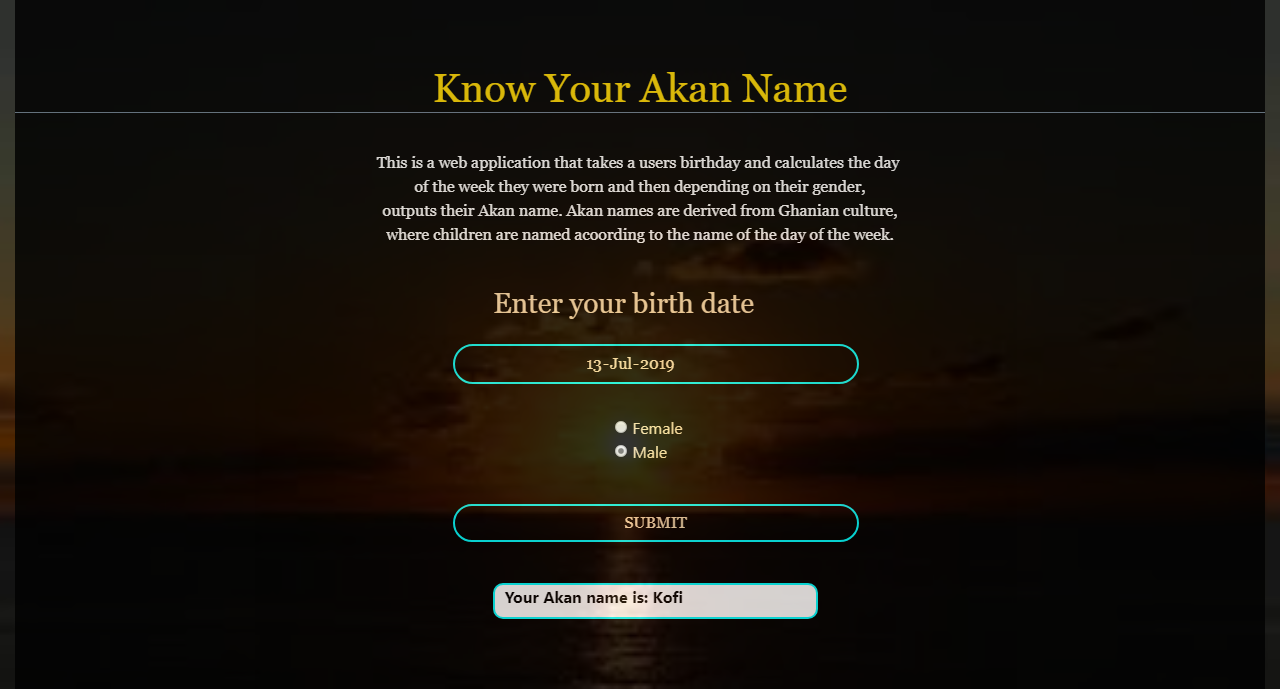 Know Your Akan Name
This is a web application that takes a users birthday and calculates the day
of the week they were born and then depending on their gender,
outputs their Akan name. Akan names are derived from Ghanian culture,
where children are named acoording to the name of the day of the week.
Enter your birth date
13-Jul-2019
Female
Male
SUBMIT
Your Akan name is: Kofi